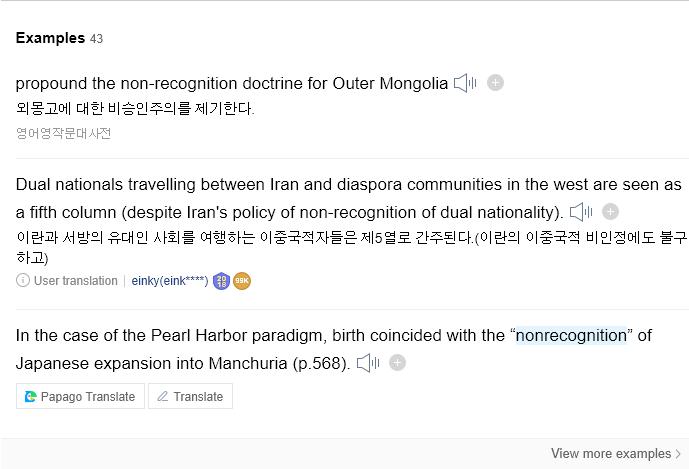 Examples 43
propound the non-recognition doctrine for Outer Mongolia
외몽고에 대한 비승인주의를 제기한다.
영어영작문대사전
Dual nationals travelling between Iran and diaspora communities in the west are seen as
a fifth column (despite Iran's policy of non-recognition of dual nationality).
이란과 서방의 유대인 사회를 여행하는 이중국적자들은 제5열로 간주된다.(이란의 이중국적 비인정에도 불구
하고)
User translation | einky(eink****) 2018 99K
In the case of the Pearl Harbor paradigm, birth coincided with the “nonrecognition” of
Japanese expansion into Manchuria (p.568).
Papago Translate Translate
View more examples